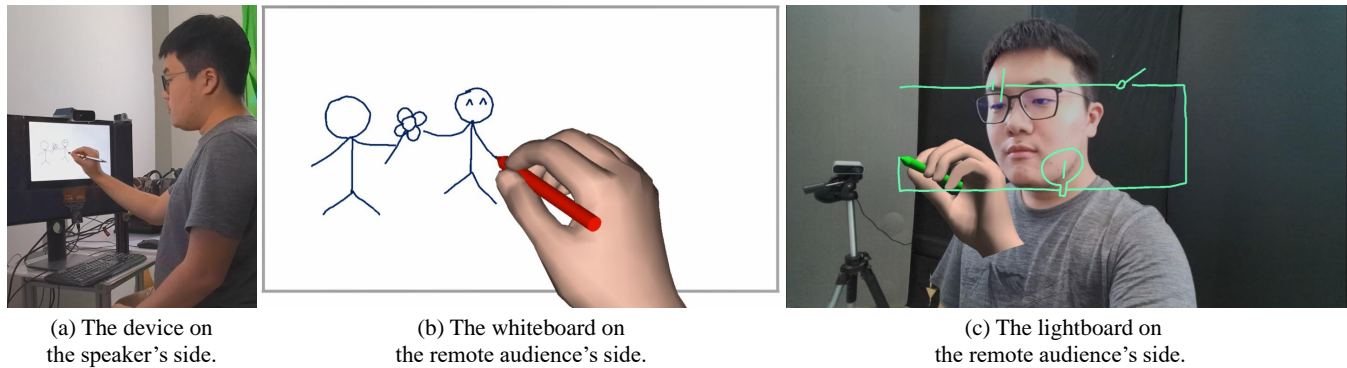 (a) The device on
the speaker's side.
(b) The whiteboard on
the remote audience's side.
(c) The lightboard on
the remote audience's side.